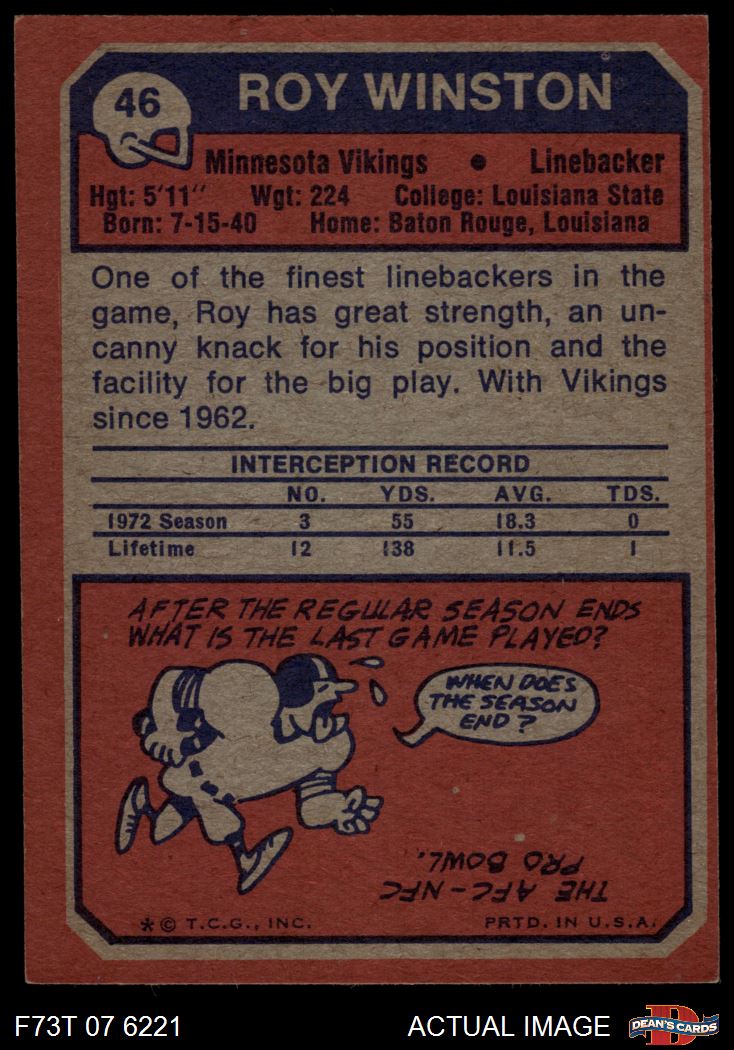 46
ROY WINSTON
Minnesota Vikings • Linebacker
Hgt: 5'11" Wgt: 224 College: Louisiana State
Born: 7-15-40 Home: Baton Rouge, Louisiana
One of the finest linebackers in the
game, Roy has great strength, an un-
canny knack for his position and the
facility for the big play. With Vikings
since 1962.
INTERCEPTION RECORD
NO. YDS. AVG. TDS.
1972 Season 3 55 18.3 0
Lifetime 12 138 11.5 1
AFTER THE REGULAR SEASON ENDS
WHAT IS THE LAST GAME PLAYED?
WHEN DOES
THE SEASON
END?
THE AFC-NFC
PRO BOWL.
* © T.C.G., INC. PRTD. IN U.S.A.
F73T 07 6221 ACTUAL IMAGE
D
DEAN'S CARDS